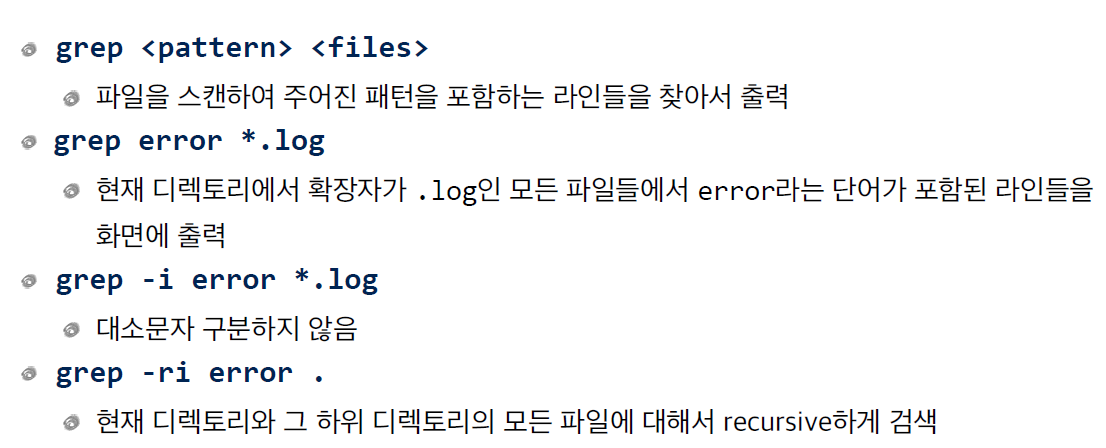 grep <pattern> <files>
파일을 스캔하여 주어진 패턴을 포함하는 라인들을 찾아서 출력
grep error *.log
현재 디렉토리에서 확장자가 .log인 모든 파일들에서 error라는 단어가 포함된 라인들을
화면에 출력
grep -i error *.log
대소문자 구분하지 않음
grep -ri error .
현재 디렉토리와 그 하위 디렉토리의 모든 파일에 대해서 recursive하게 검색